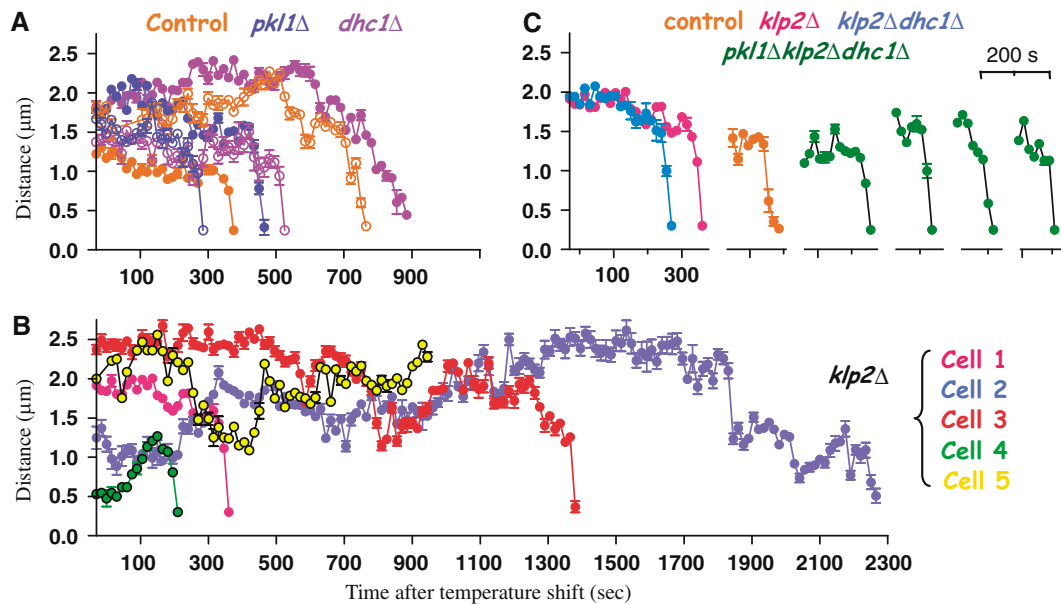 A
Control pkl1Δ dhc1Δ
Distance (μm)
2.5
2.0
1.5
1.0
0.5
0.0
100 300 500 700 900
C
control klp2Δ klp2Δdhc1Δ
pkl1Δklp2Δdhc1Δ
200 s
Distance (μm)
2.5
2.0
1.5
1.0
0.5
0.0
100 300
B
Distance (μm)
2.5
2.0
1.5
1.0
0.5
0.0
klp2Δ
Cell 1
Cell 2
Cell 3
Cell 4
Cell 5
100 300 500 700 900 1100 1300 1500 1700 1900 2100 2300
Time after temperature shift (sec)